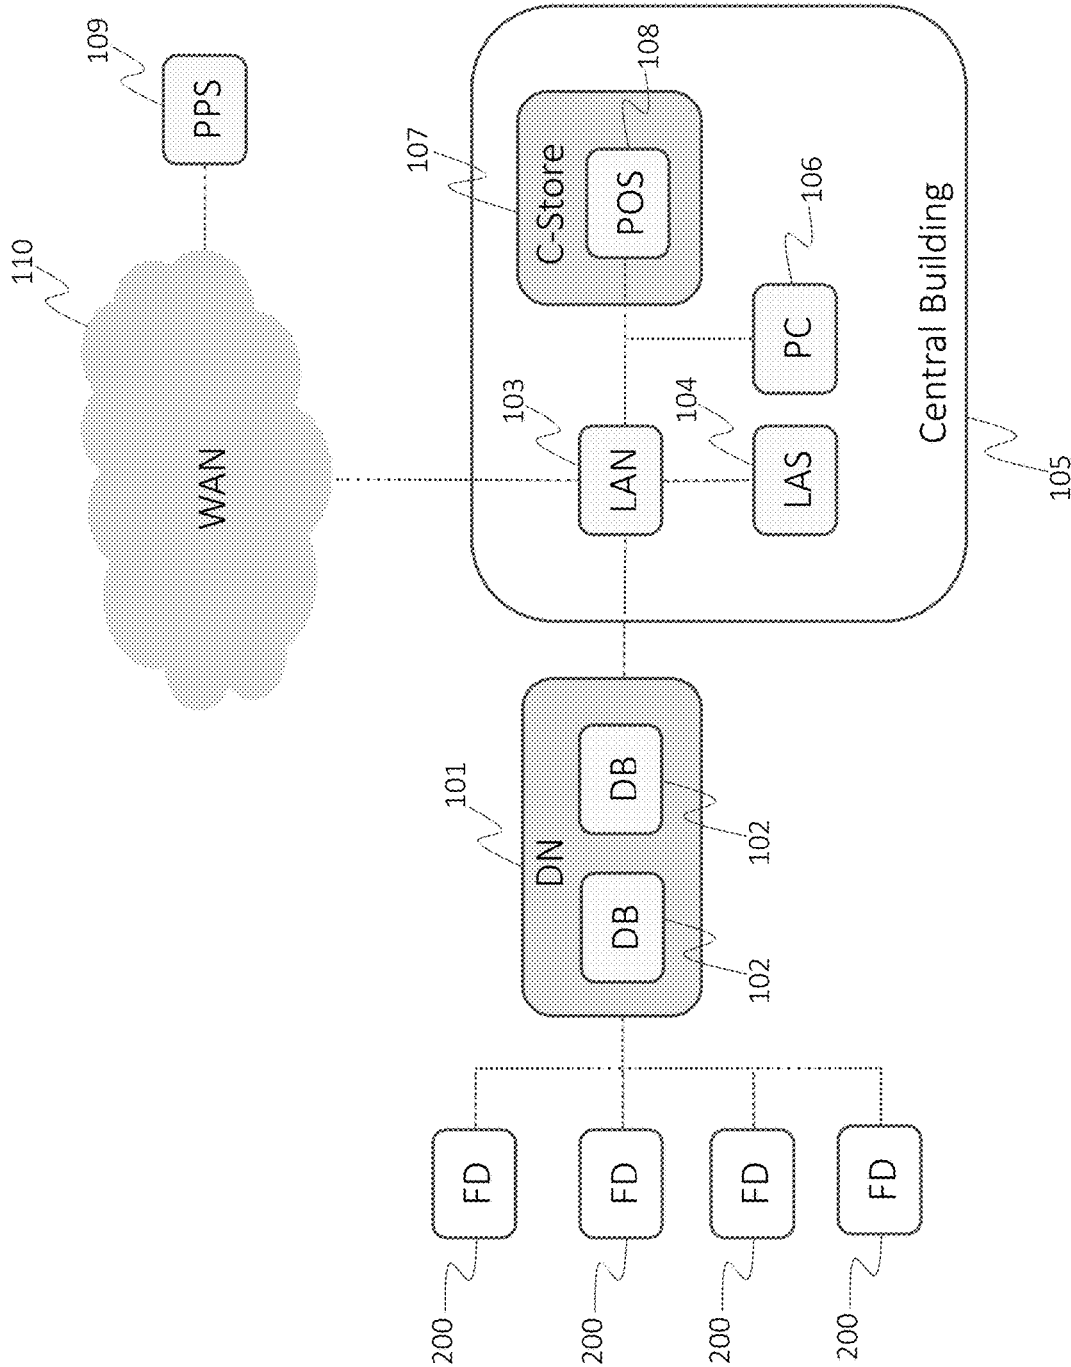 110
109
WAN
PPS
107
108
C-Store
POS
103
104
106
LAN
LAS
PC
Central Building
105
101
DN
DB
DB
102
102
200
FD
200
FD
200
FD
200
FD